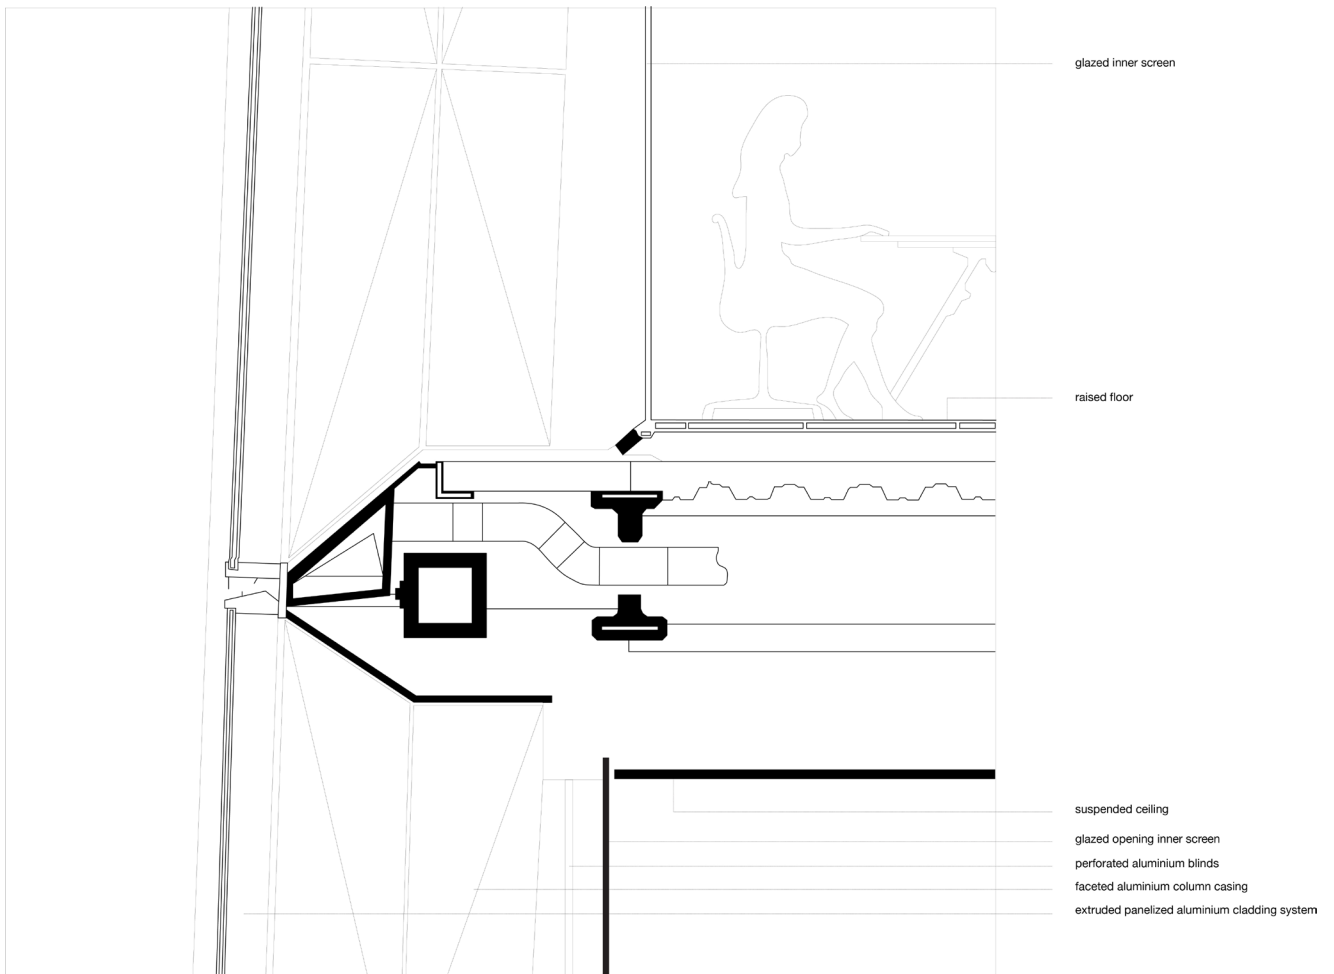 glazed inner screen
raised floor
suspended ceiling
glazed opening inner screen
perforated aluminium blinds
faceted aluminium column casing
extruded panelized aluminium cladding system